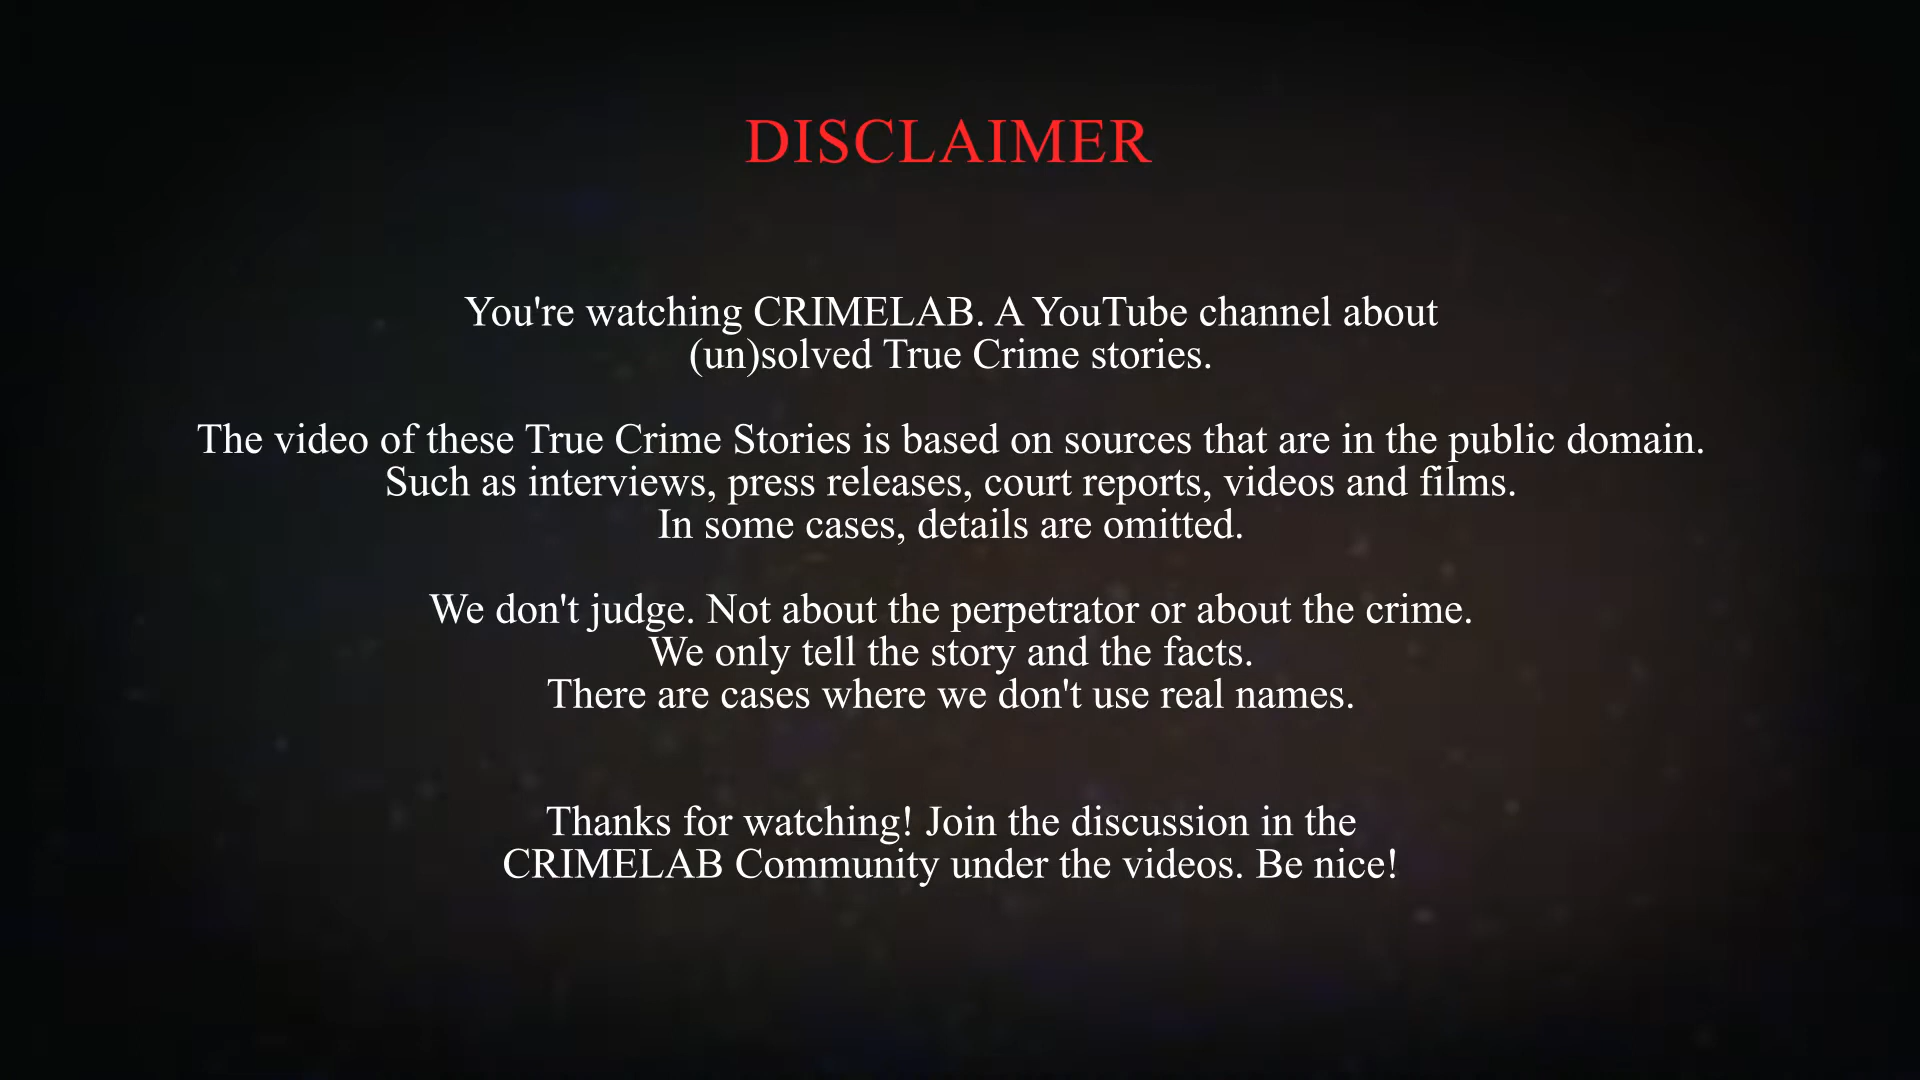 DISCLAIMER
You're watching CRIMELAB. A YouTube channel about
(un)solved True Crime stories.
The video of these True Crime Stories is based on sources that are in the public domain.
Such as interviews, press releases, court reports, videos and films.
In some cases, details are omitted.
We don't judge. Not about the perpetrator or about the crime.
We only tell the story and the facts.
There are cases where we don't use real names.
Thanks for watching! Join the discussion in the
CRIMELAB Community under the videos. Be nice!